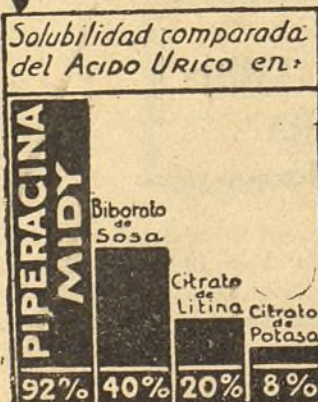 Solubilidad comparada
del ACIDO URICO en:
PIPERACINA
MIDY
Biborato
de
Sosa
Citrato
de
Litina
Citrato
de
Potasa
92% 40% 20% 8%